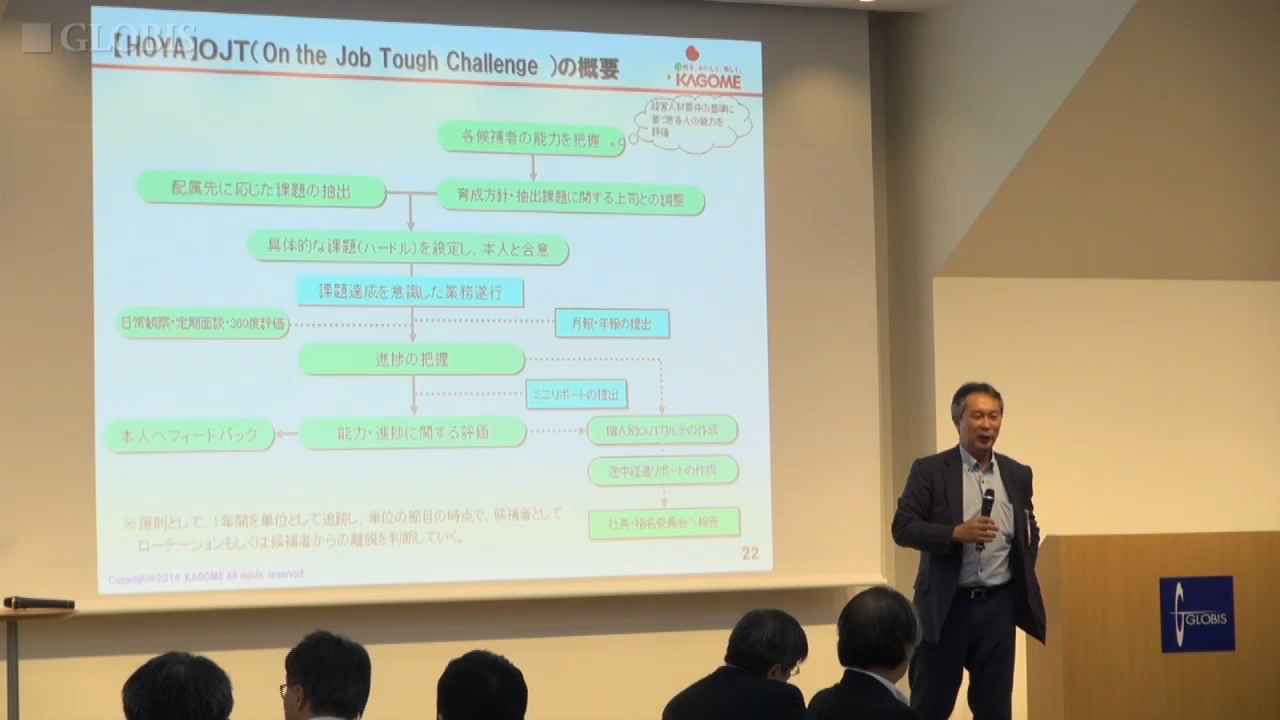 GLOBIS
【HOYA】OJT(On the Job Tough Challenge )の概要
KAGOME
経営人材要件の基準に
基づき各人の能力を
評価
各候補者の能力を把握
配属先に応じた課題の抽出
育成方針・抽出課題に関する上司との調整
具体的な課題(ハードル)を設定し、本人と合意
課題達成を意識した業務遂行
日常観察・定期面談・360度評価
月報・年報の提出
進捗の把握
ミニリポートの提出
本人へフィードバック
能力・進捗に関する評価
個人別OJTカルテの作成
途中経過リポートの作成
社長・指名委員会へ報告
※原則として、1年間を単位として追跡し、単位の節目の時点で、候補者として
ローテーションもしくは候補者からの離脱を判断していく。
22
Copyright©2014 KAGOME All rights reserved
GLOBIS